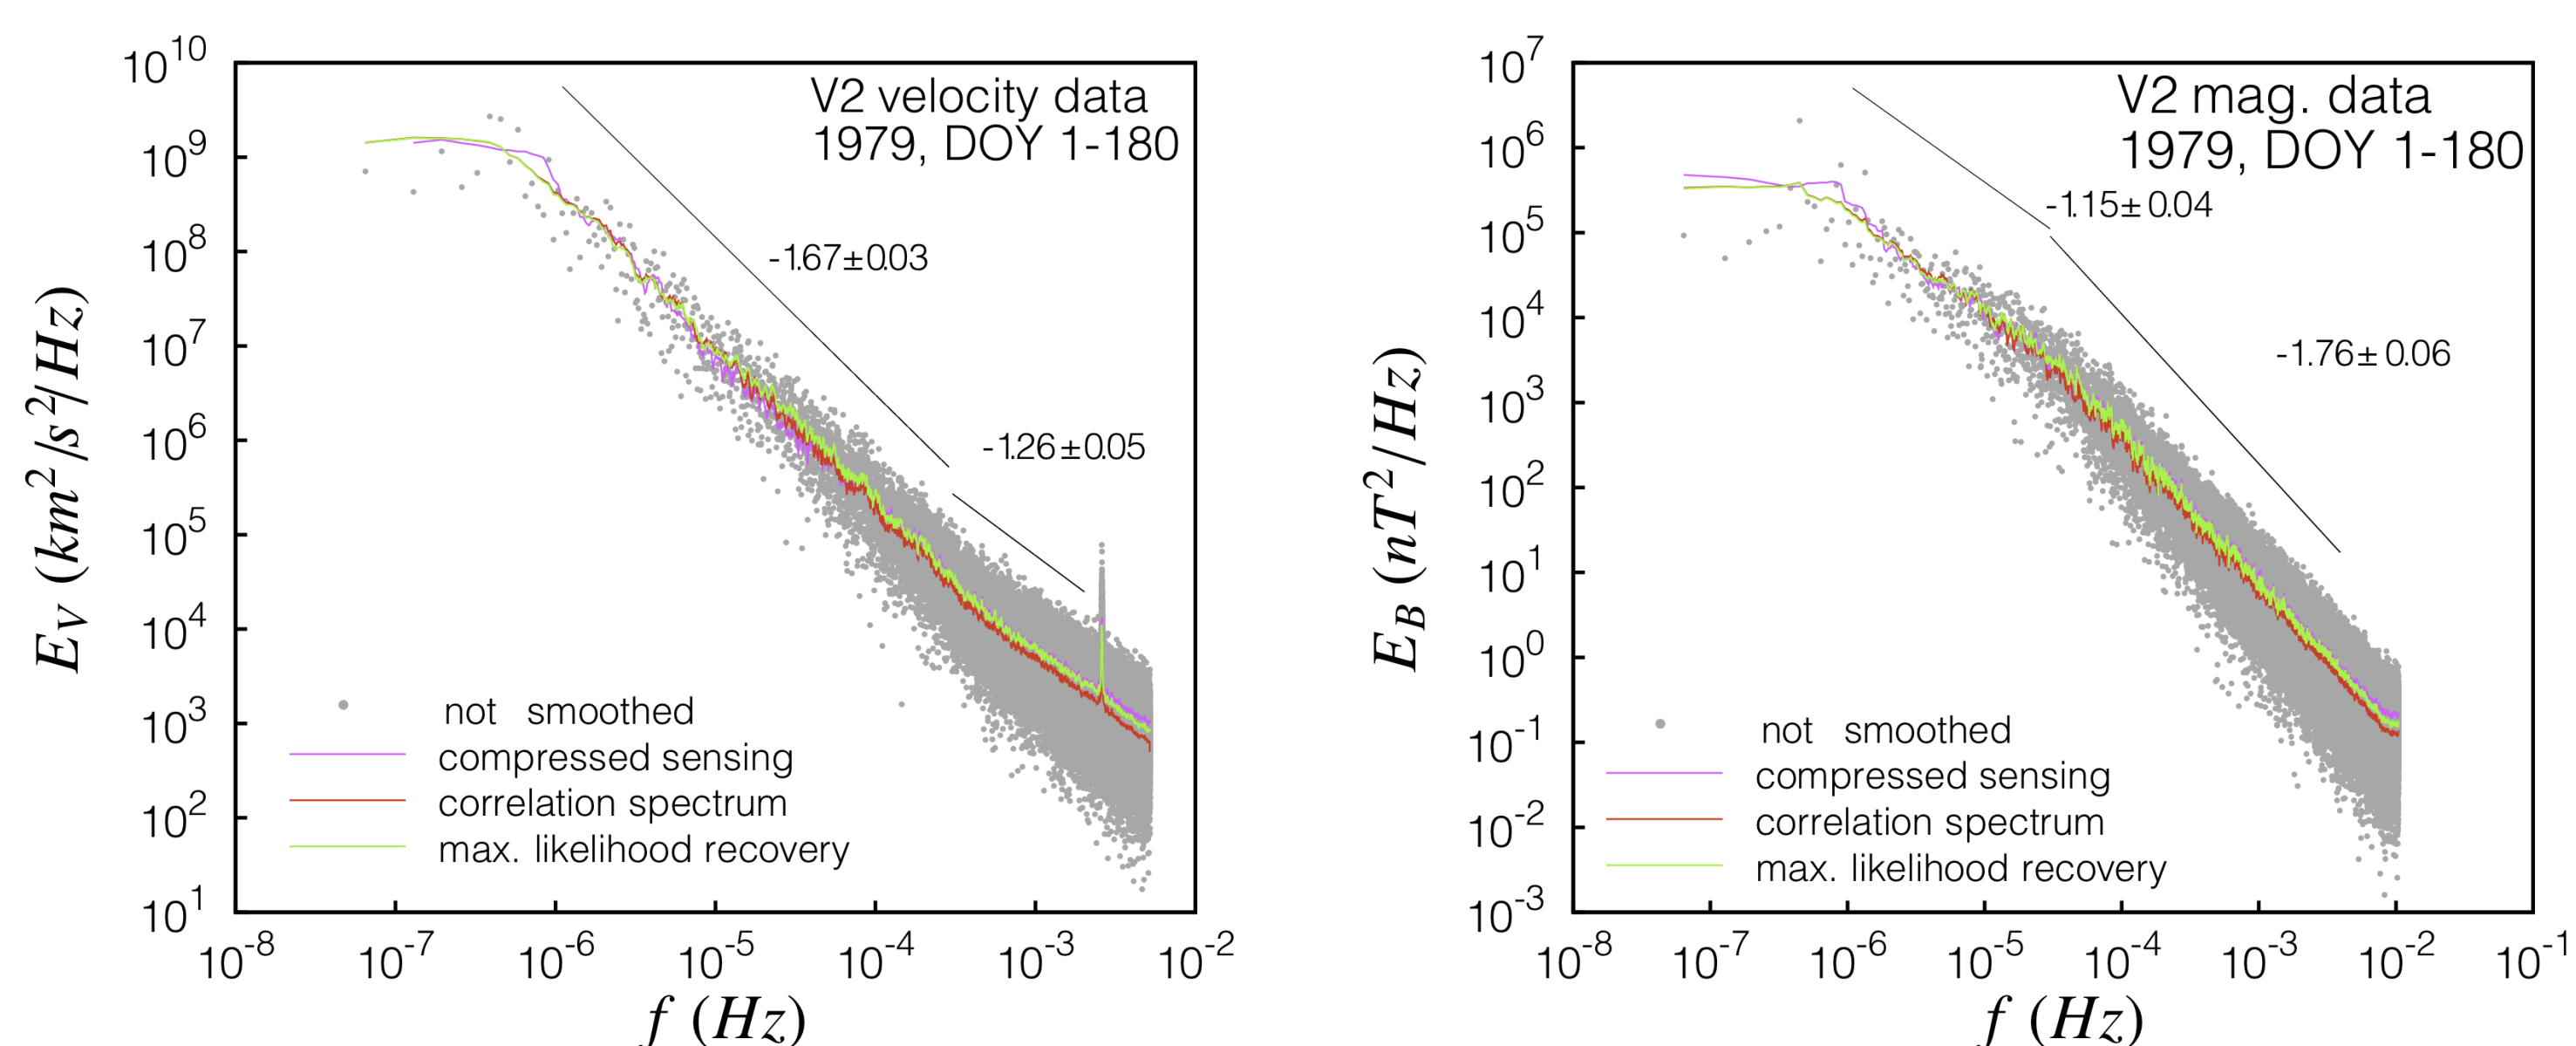 V2 velocity data
1979, DOY 1-180
-1.67±0.03
-1.26±0.05
not smoothed
compressed sensing
correlation spectrum
max. likelihood recovery
10^10
10^9
10^8
10^7
10^6
10^5
10^4
10^3
10^2
10^1
E_V (km^2/s^2/Hz)
10^-8 10^-7 10^-6 10^-5 10^-4 10^-3 10^-2
f (Hz)
V2 mag. data
1979, DOY 1-180
-1.15±0.04
-1.76±0.06
not smoothed
compressed sensing
correlation spectrum
max. likelihood recovery
10^7
10^6
10^5
10^4
10^3
10^2
10^1
10^0
10^-1
10^-2
10^-3
E_B (nT^2/Hz)
10^-8 10^-7 10^-6 10^-5 10^-4 10^-3 10^-2 10^-1
f (Hz)